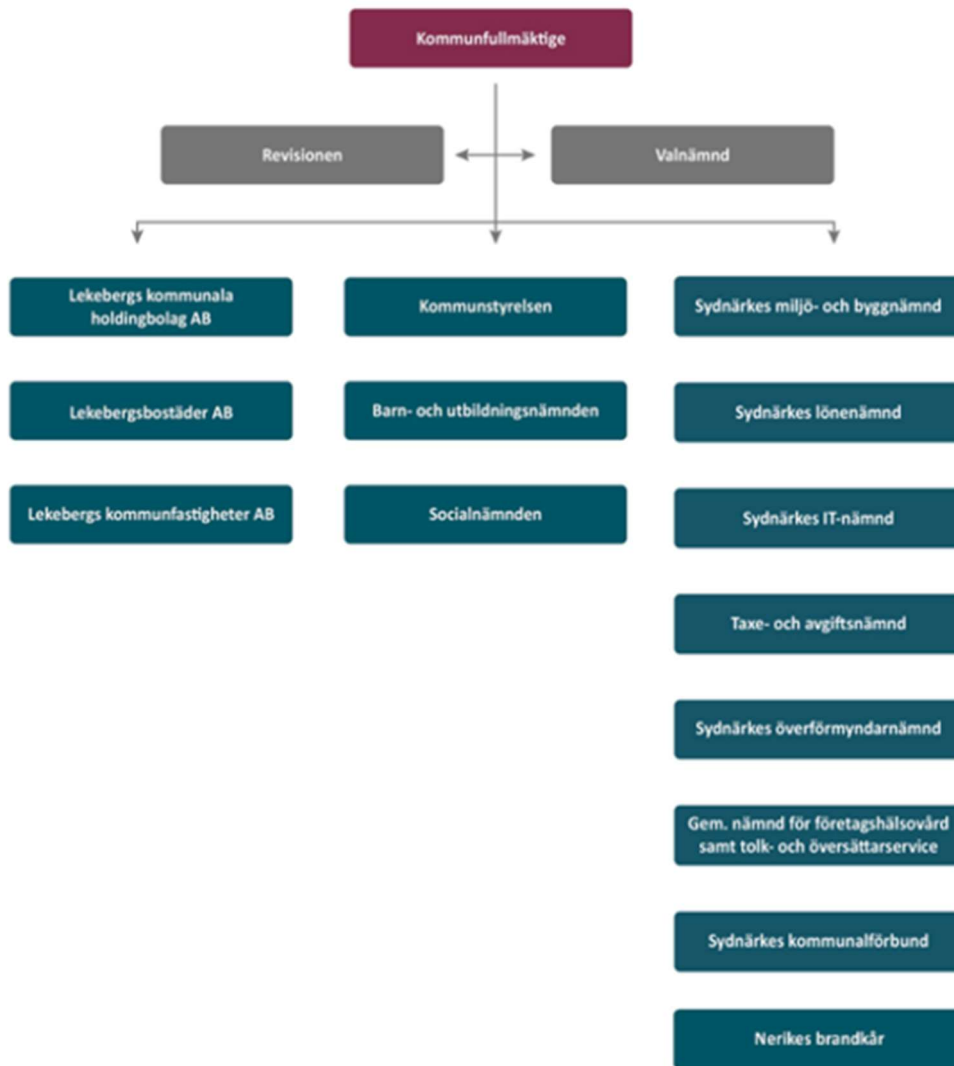 Kommunfullmäktige
Revisionen
Valnämnd
Lekebergs kommunala
holdingbolag AB
Lekebergsbostäder AB
Lekebergs kommunfastigheter AB
Kommunstyrelsen
Barn- och utbildningsnämnden
Socialnämnden
Sydnärkes miljö- och byggnämnd
Sydnärkes lönenämnd
Sydnärkes IT-nämnd
Taxe- och avgiftsnämnd
Sydnärkes överförmyndarnämnd
Gem. nämnd för företagshälsovård
samt tolk- och översättarservice
Sydnärkes kommunalförbund
Nerikes brandkår